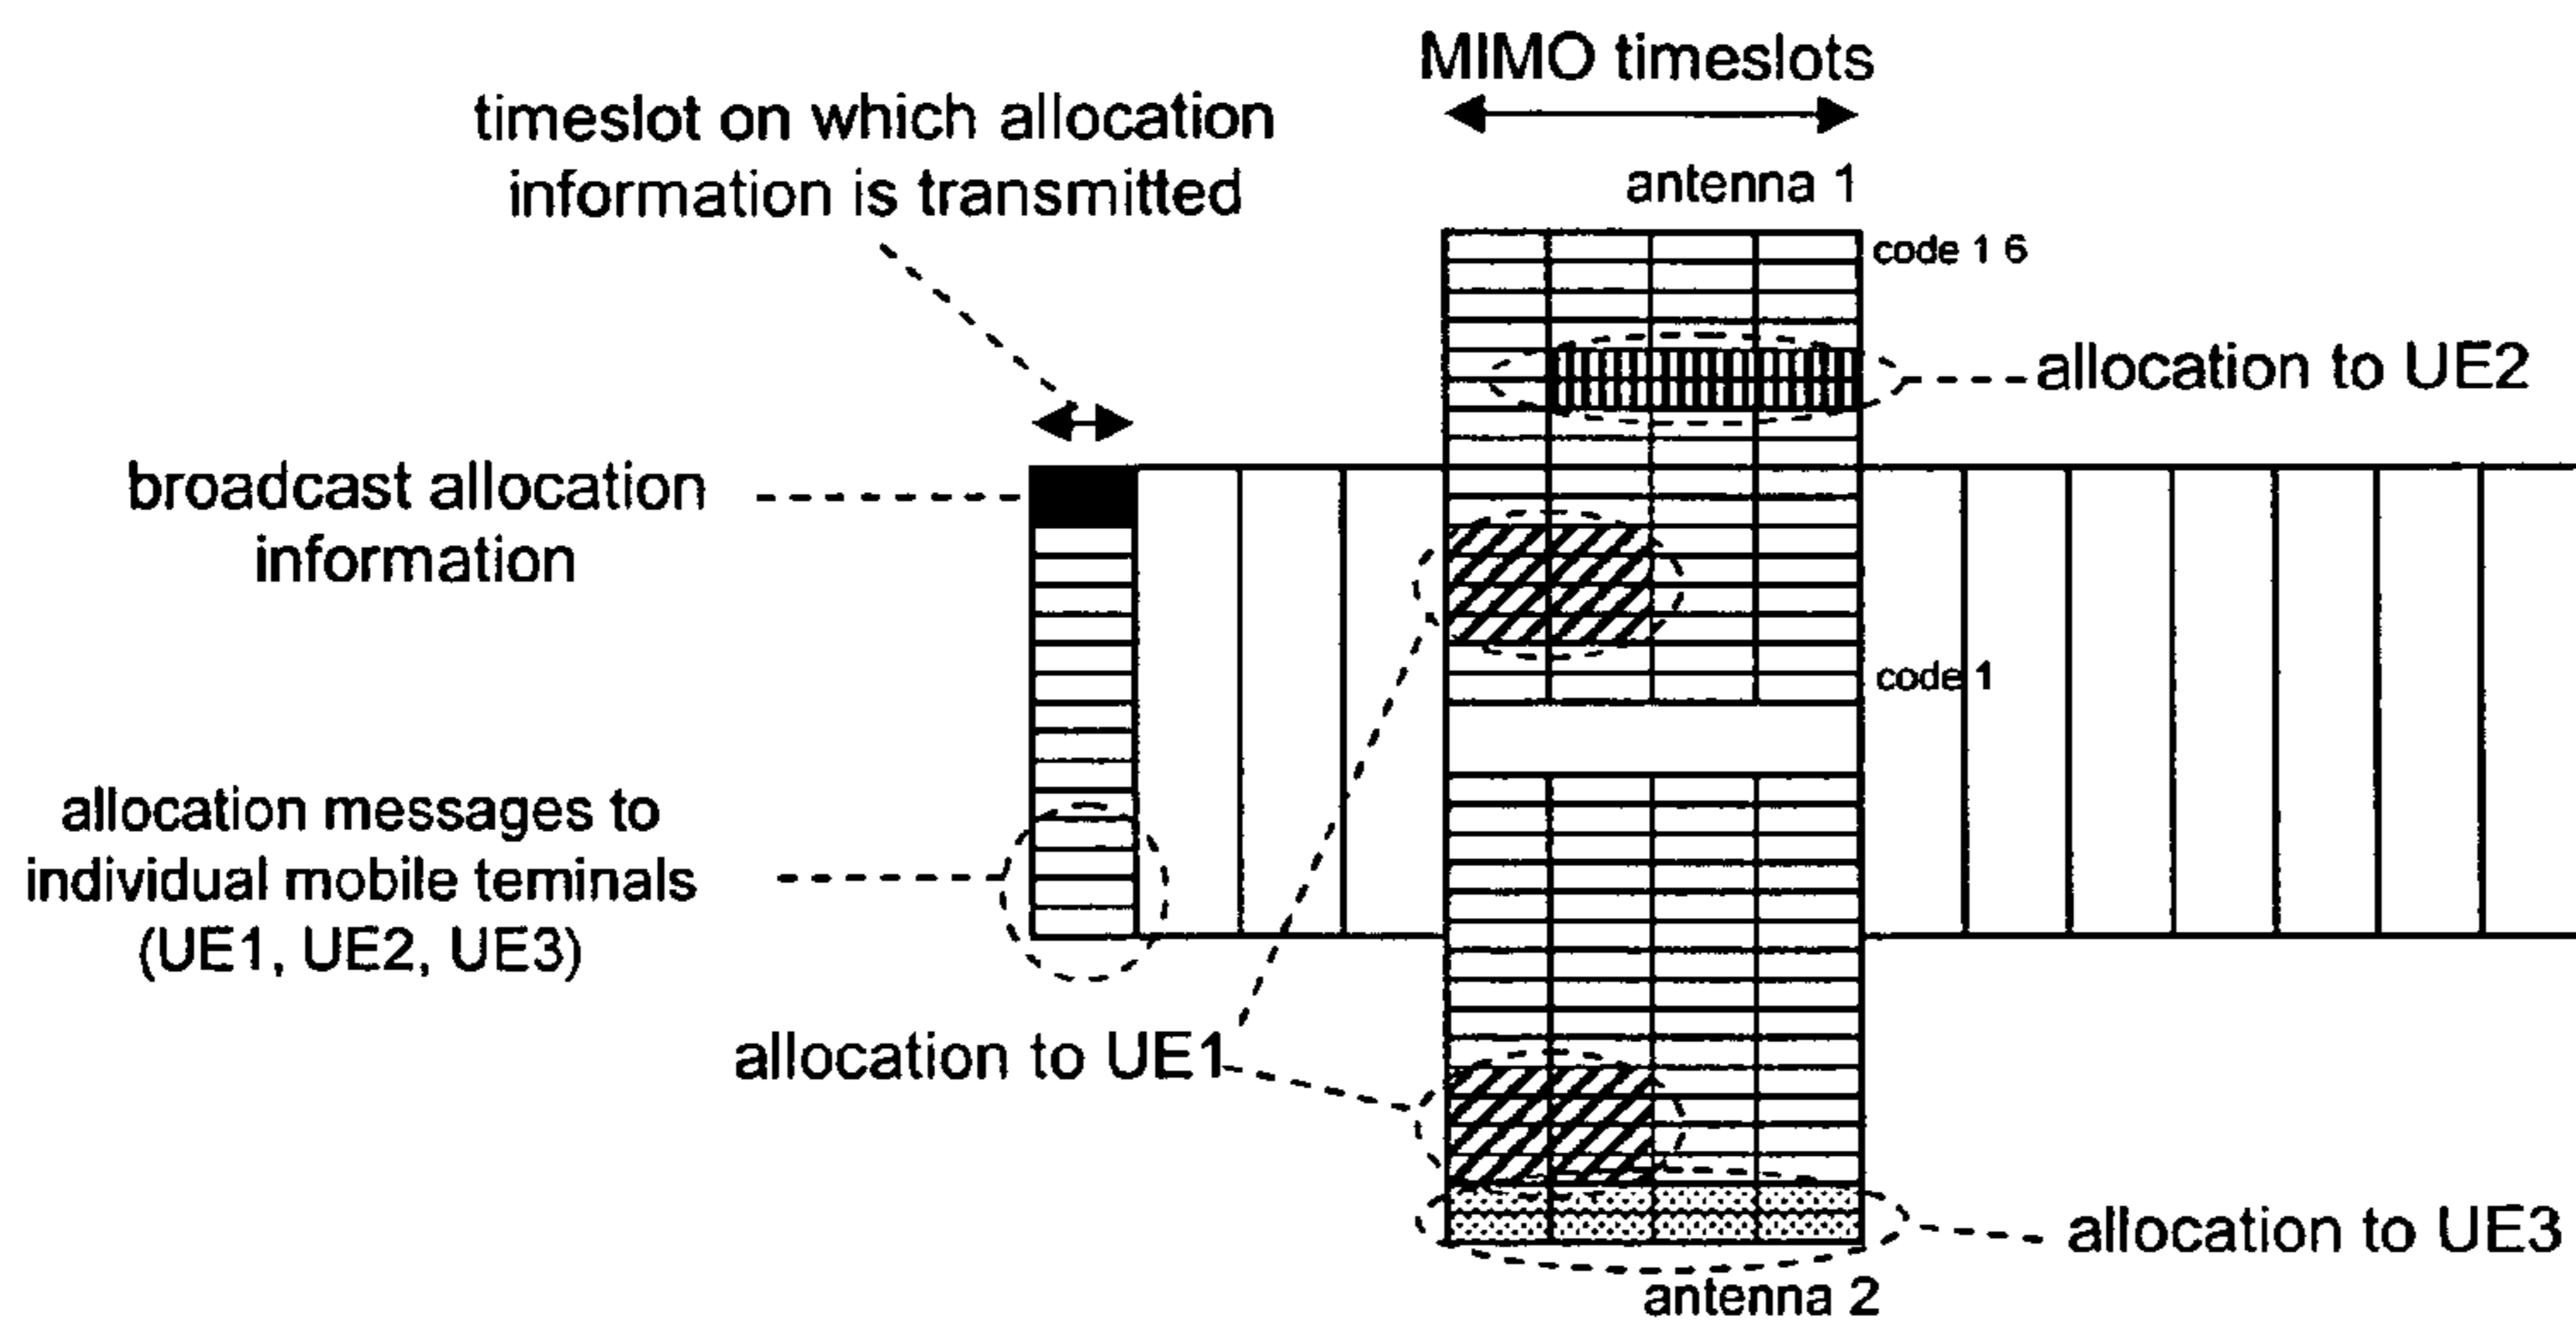 MIMO timeslots
timeslot on which allocation
information is transmitted
antenna 1
code 1 6
allocation to UE2
broadcast allocation
information
code 1
allocation messages to
individual mobile teminals
(UE1, UE2, UE3)
allocation to UE1
allocation to UE3
antenna 2